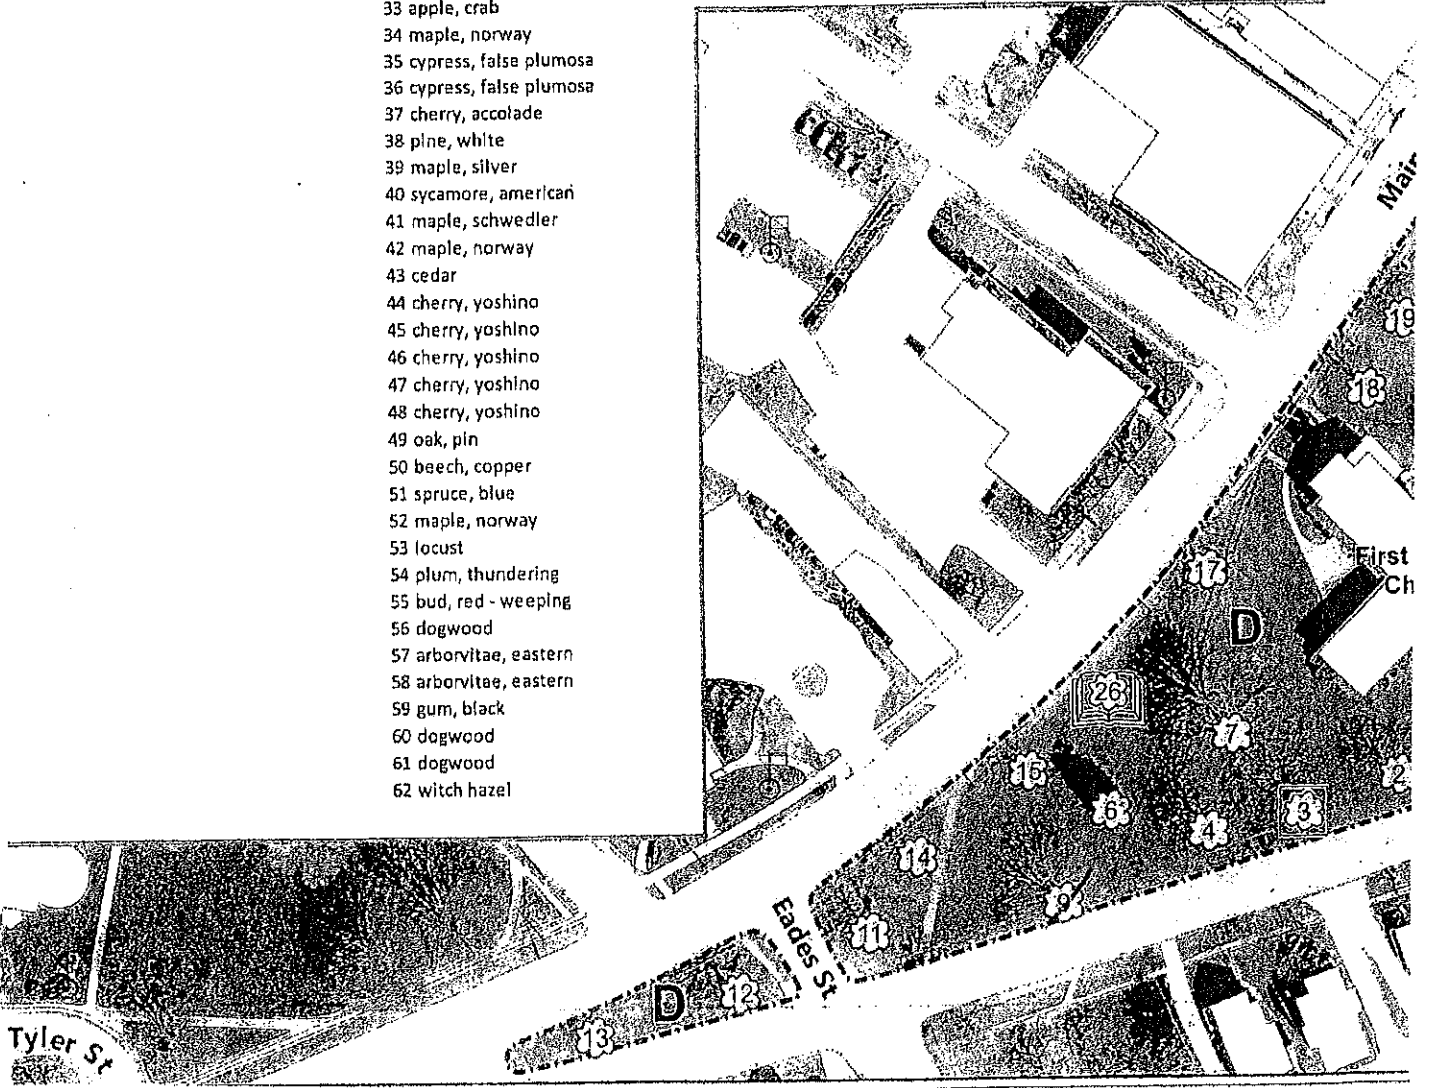 33 apple, crab
34 maple, norway
35 cypress, false plumosa
36 cypress, false plumosa
37 cherry, accolade
38 pine, white
39 maple, silver
40 sycamore, american
41 maple, schwedler
42 maple, norway
43 cedar
44 cherry, yoshino
45 cherry, yoshino
46 cherry, yoshino
47 cherry, yoshino
48 cherry, yoshino
49 oak, pin
50 beech, copper
51 spruce, blue
52 maple, norway
53 locust
54 plum, thundering
55 bud, red - weeping
56 dogwood
57 arborvitae, eastern
58 arborvitae, eastern
59 gum, black
60 dogwood
61 dogwood
62 witch hazel
Main
19
18
First
Ch
17
D
26
7
15
2
6
3
4
14
9
11
Eades St
12
D
13
Tyler St